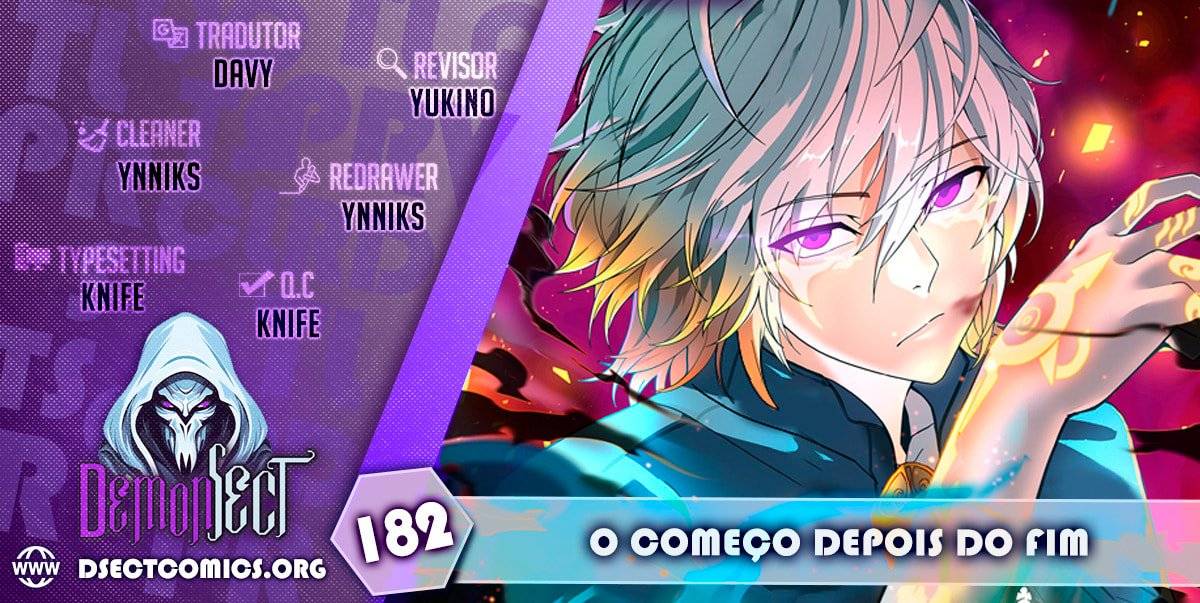 TRADUTOR
DAVY
REVISOR
YUKINO
CLEANER
YNNIKS
REDRAWER
YNNIKS
TYPESETTING
KNIFE
Q.C
KNIFE
DEMONSECT
WWW DSECTCOMICS.ORG
182
O COMEÇO DEPOIS DO FIM